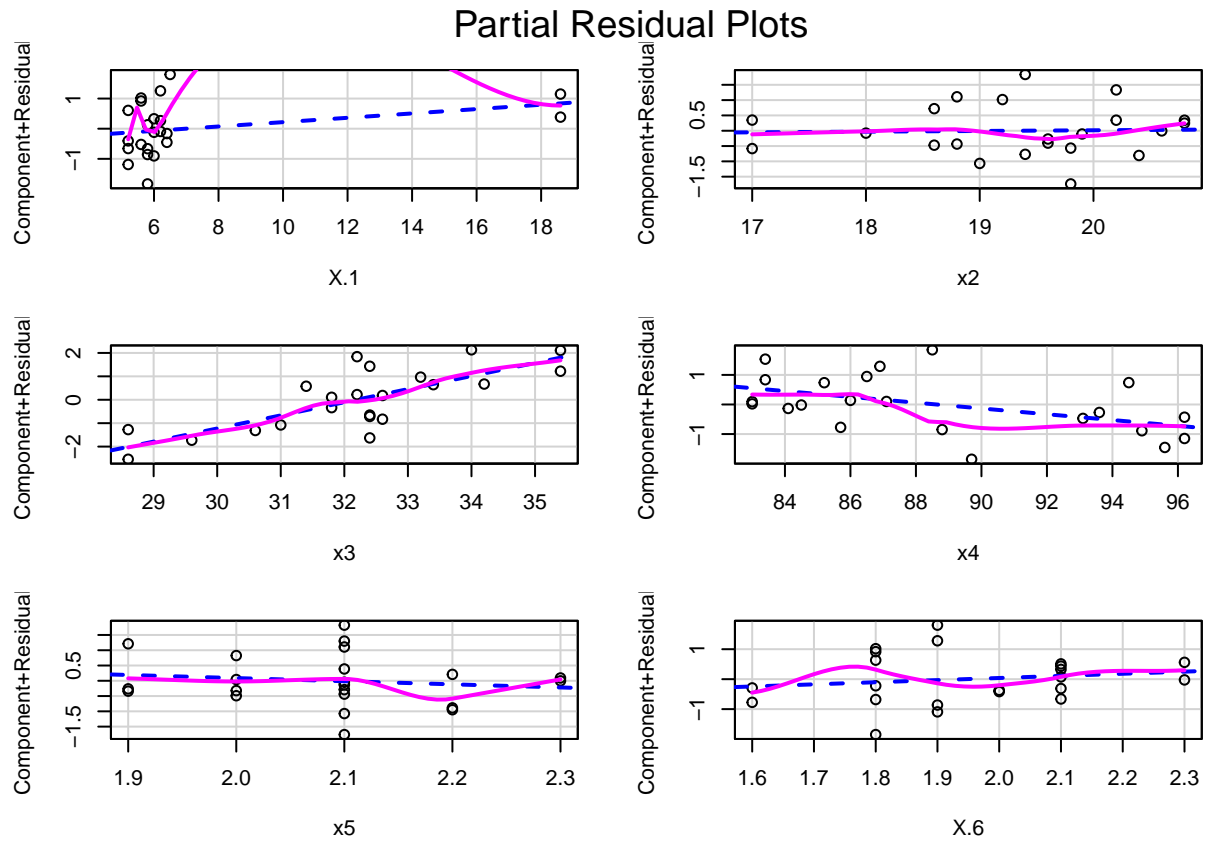 Partial Residual Plots
Component+Residual
1
−1
6 8 10 12 14 16 18
X.1
Component+Residual
0.5
−1.5
17 18 19 20
x2
Component+Residual
2
0
−2
29 30 31 32 33 34 35
x3
Component+Residual
1
−1
84 86 88 90 92 94 96
x4
Component+Residual
0.5
−1.5
1.9 2.0 2.1 2.2 2.3
x5
Component+Residual
1
−1
1.6 1.7 1.8 1.9 2.0 2.1 2.2 2.3
X.6